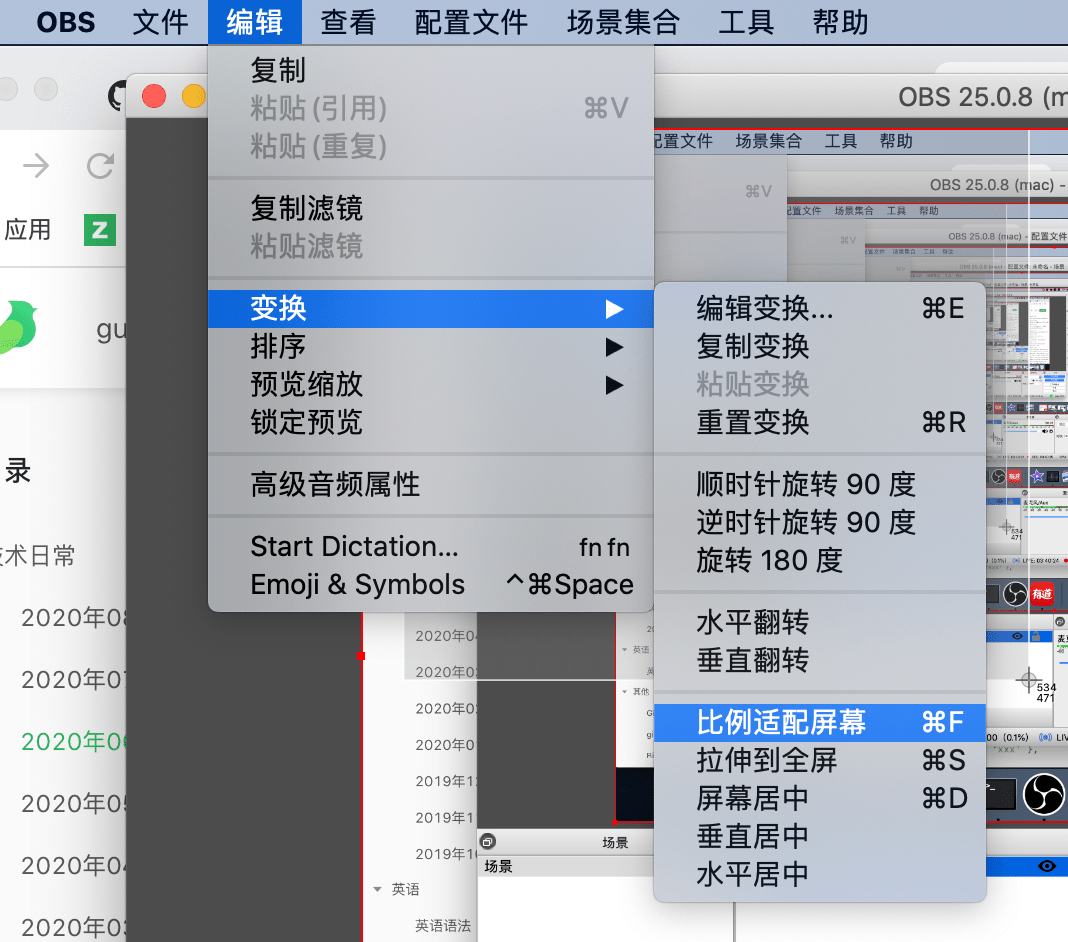 OBS 文件 编辑 查看 配置文件 场景集合 工具 帮助
OBS 25.0.8 (m
复制
粘贴 (引用) ⌘V
粘贴 (重复)
复制滤镜
粘贴滤镜
变换
排序
预览缩放
锁定预览
高级音频属性
Start Dictation... fn fn
Emoji & Symbols ^⌘Space
编辑变换... ⌘E
复制变换
粘贴变换
重置变换 ⌘R
顺时针旋转 90 度
逆时针旋转 90 度
旋转 180 度
水平翻转
垂直翻转
比例适配屏幕 ⌘F
拉伸到全屏 ⌘S
屏幕居中 ⌘D
垂直居中
水平居中
应用
Z
gu
录
术日常
2020年08
2020年07
2020年06
2020年05
2020年04
2020年03
配置文件 场景集合 工具 帮助
⌘V
OBS 25.0.8 (mac) -
配置文件 场景集合 工具 帮助
⌘V
OBS 25.0.8 (mac) - 配置文件
2020年04
2020年0
2020年0
2020年0
2019年1
2019年1
2019年10
英语
英语语法
英语
其他
场景
场景
有道
534
471
00 (0.1%) LIV
'xxx' },